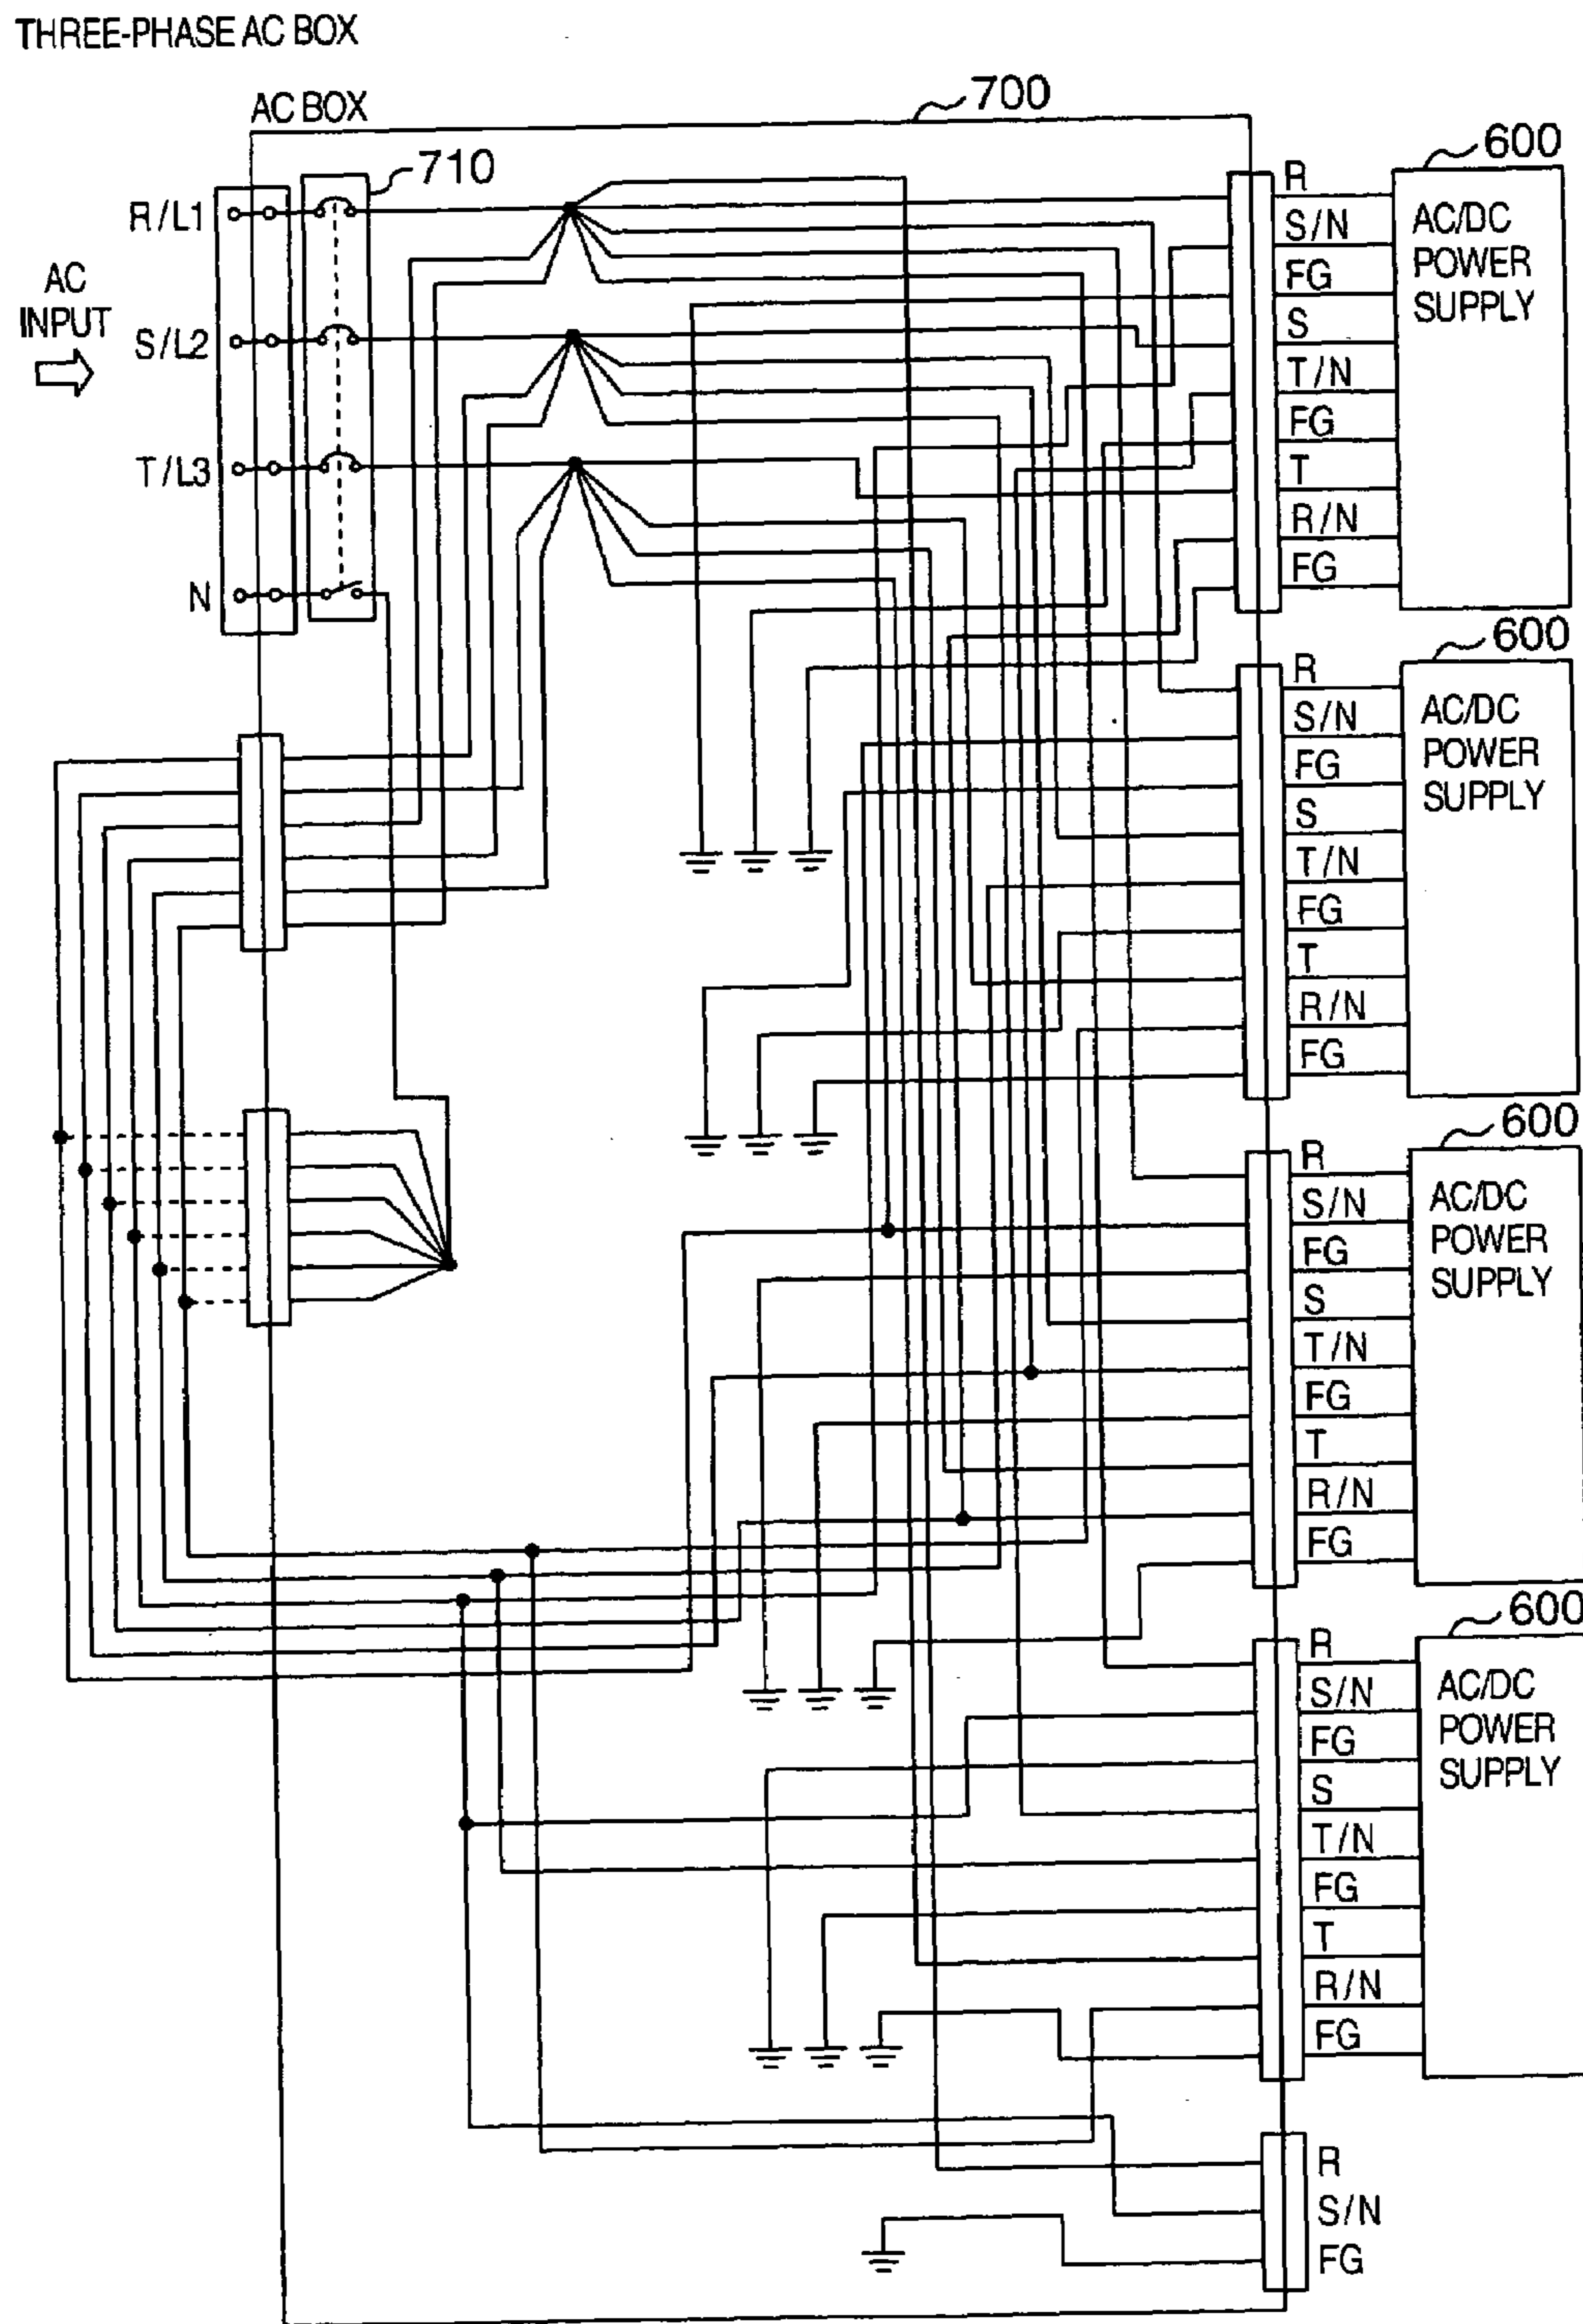 THREE-PHASE AC BOX
AC BOX
700
710
R/L1
AC
INPUT
S/L2
T/L3
N
600
R
S/N
FG
S
T/N
FG
T
R/N
FG
AC/DC
POWER
SUPPLY
600
R
S/N
FG
S
T/N
FG
T
R/N
FG
AC/DC
POWER
SUPPLY
600
R
S/N
FG
S
T/N
FG
T
R/N
FG
AC/DC
POWER
SUPPLY
600
R
S/N
FG
S
T/N
FG
T
R/N
FG
AC/DC
POWER
SUPPLY
R
S/N
FG